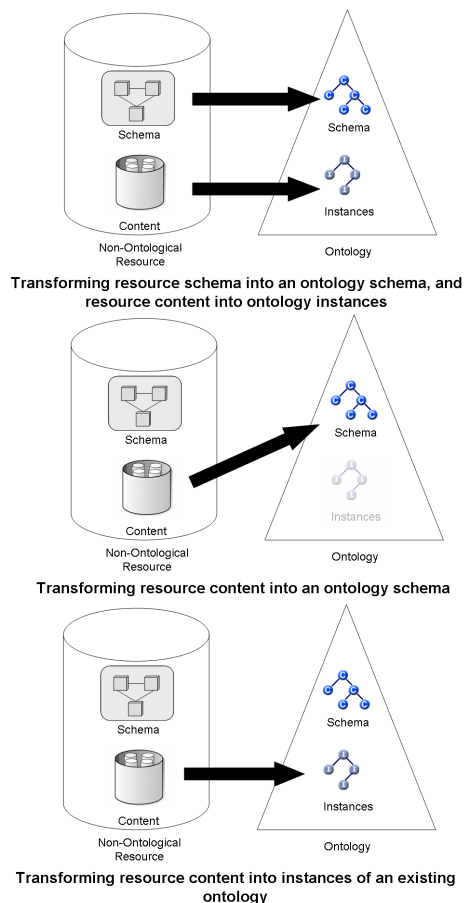 Schema
Schema
Content
Instances
Non-Ontological
Resource
Ontology
Transforming resource schema into an ontology schema, and
resource content into ontology instances
C
C C
C C
I
I I
I
Schema
Schema
Content
Instances
Non-Ontological
Resource
Ontology
Transforming resource content into an ontology schema
C
C C
C C
I
I I
I
Schema
Schema
Content
Instances
Non-Ontological
Resource
Ontology
Transforming resource content into instances of an existing
ontology
C
C C
C C
I
I I
I